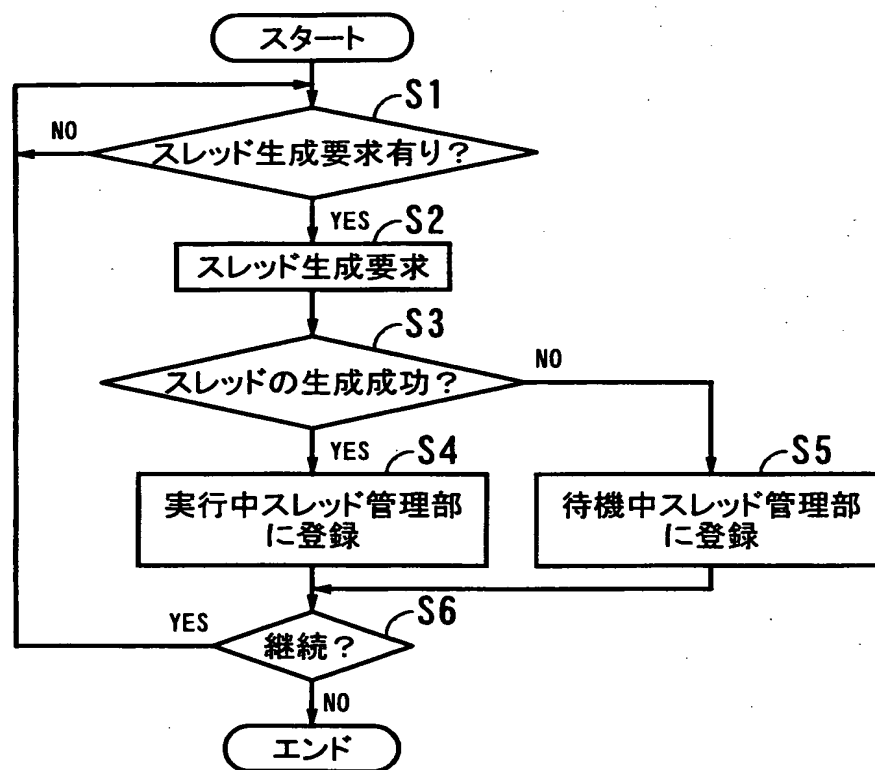 スタート
S1
NO
スレッド生成要求有り?
YES
S2
スレッド生成要求
S3
スレッドの生成成功?
NO
YES
S4
S5
実行中スレッド管理部
に登録
待機中スレッド管理部
に登録
YES
S6
継続?
NO
エンド